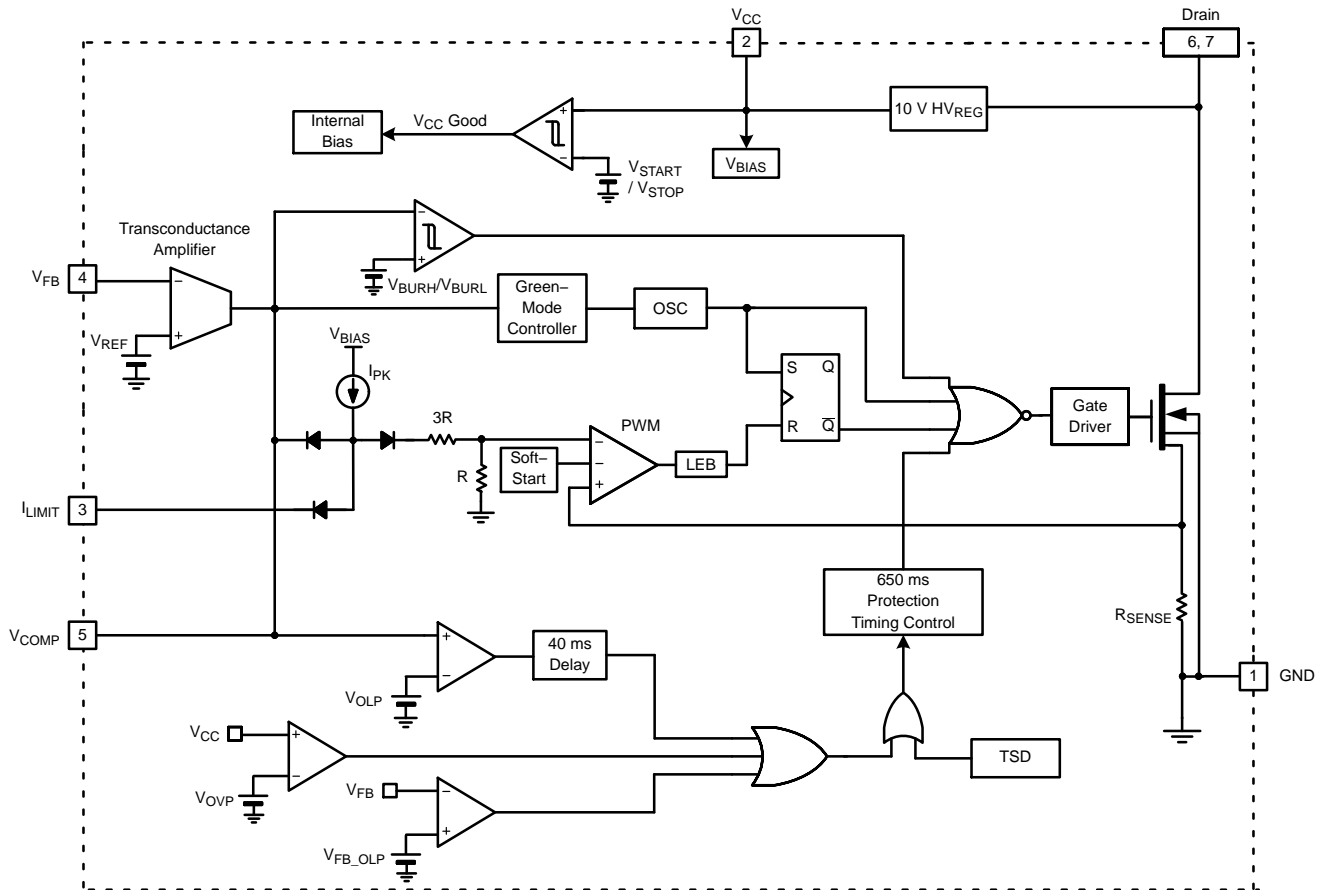 VCC
Drain
2
6, 7
10 V HVREG
Internal
Bias
VCC Good
+
−
VSTART
/ VSTOP
VBIAS
Transconductance
Amplifier
VFB
4
−
+
VREF
−
+
VBURH/VBURL
Green−
Mode
Controller
OSC
VBIAS
IPK
S
Q
R
Q
3R
R
Soft−
Start
PWM
−
−
+
LEB
Gate
Driver
ILIMIT
3
650 ms
Protection
Timing Control
RSENSE
VCOMP
5
+
−
40 ms
Delay
VOLP
1
GND
VCC
+
−
VOVP
TSD
VFB
−
+
VFB_OLP